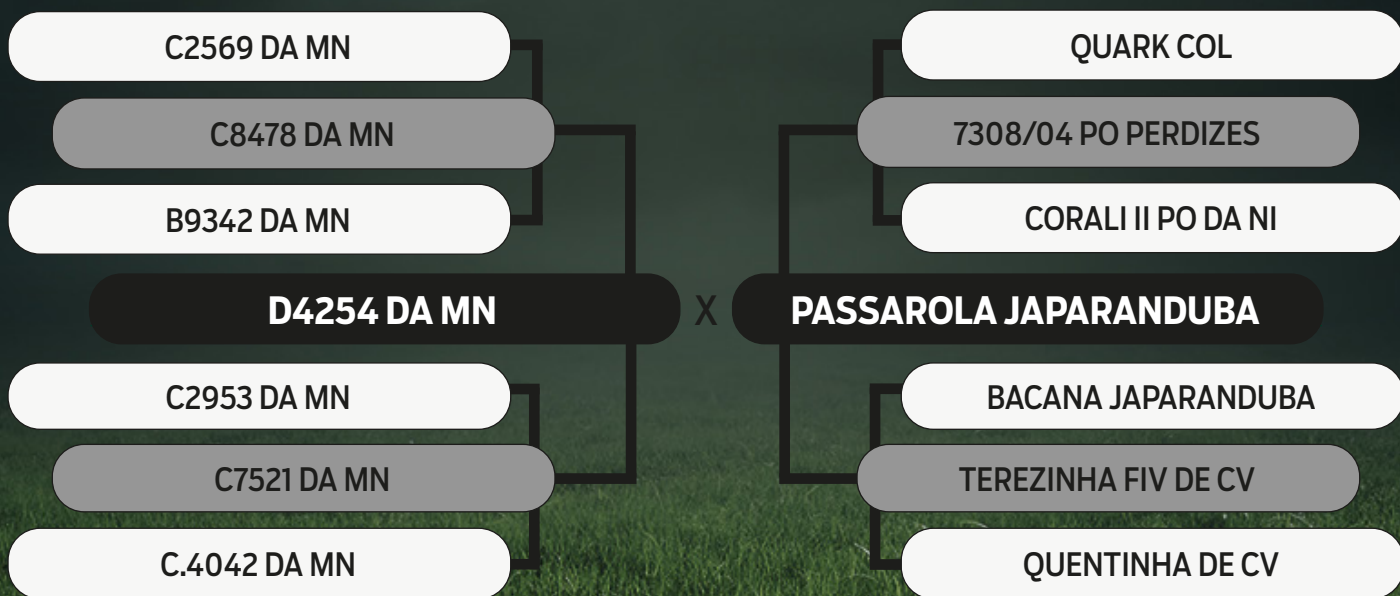 C2569 DA MN
C8478 DA MN
B9342 DA MN
D4254 DA MN
C2953 DA MN
C7521 DA MN
C.4042 DA MN
X
QUARK COL
7308/04 PO PERDIZES
CORALI II PO DA NI
PASSAROLA JAPARANDUBA
BACANA JAPARANDUBA
TEREZINHA FIV DE CV
QUENTINHA DE CV